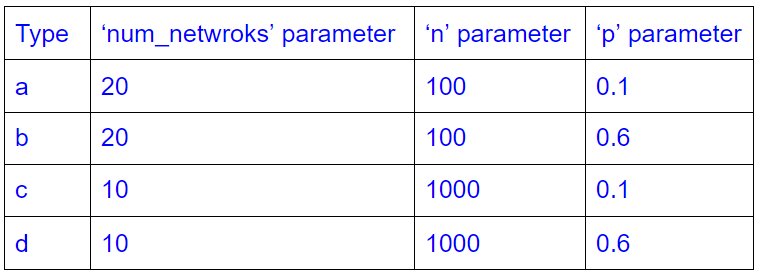 Type ‘num_netwroks’ parameter ‘n’ parameter ‘p’ parameter
a 20 100 0.1
b 20 100 0.6
c 10 1000 0.1
d 10 1000 0.6